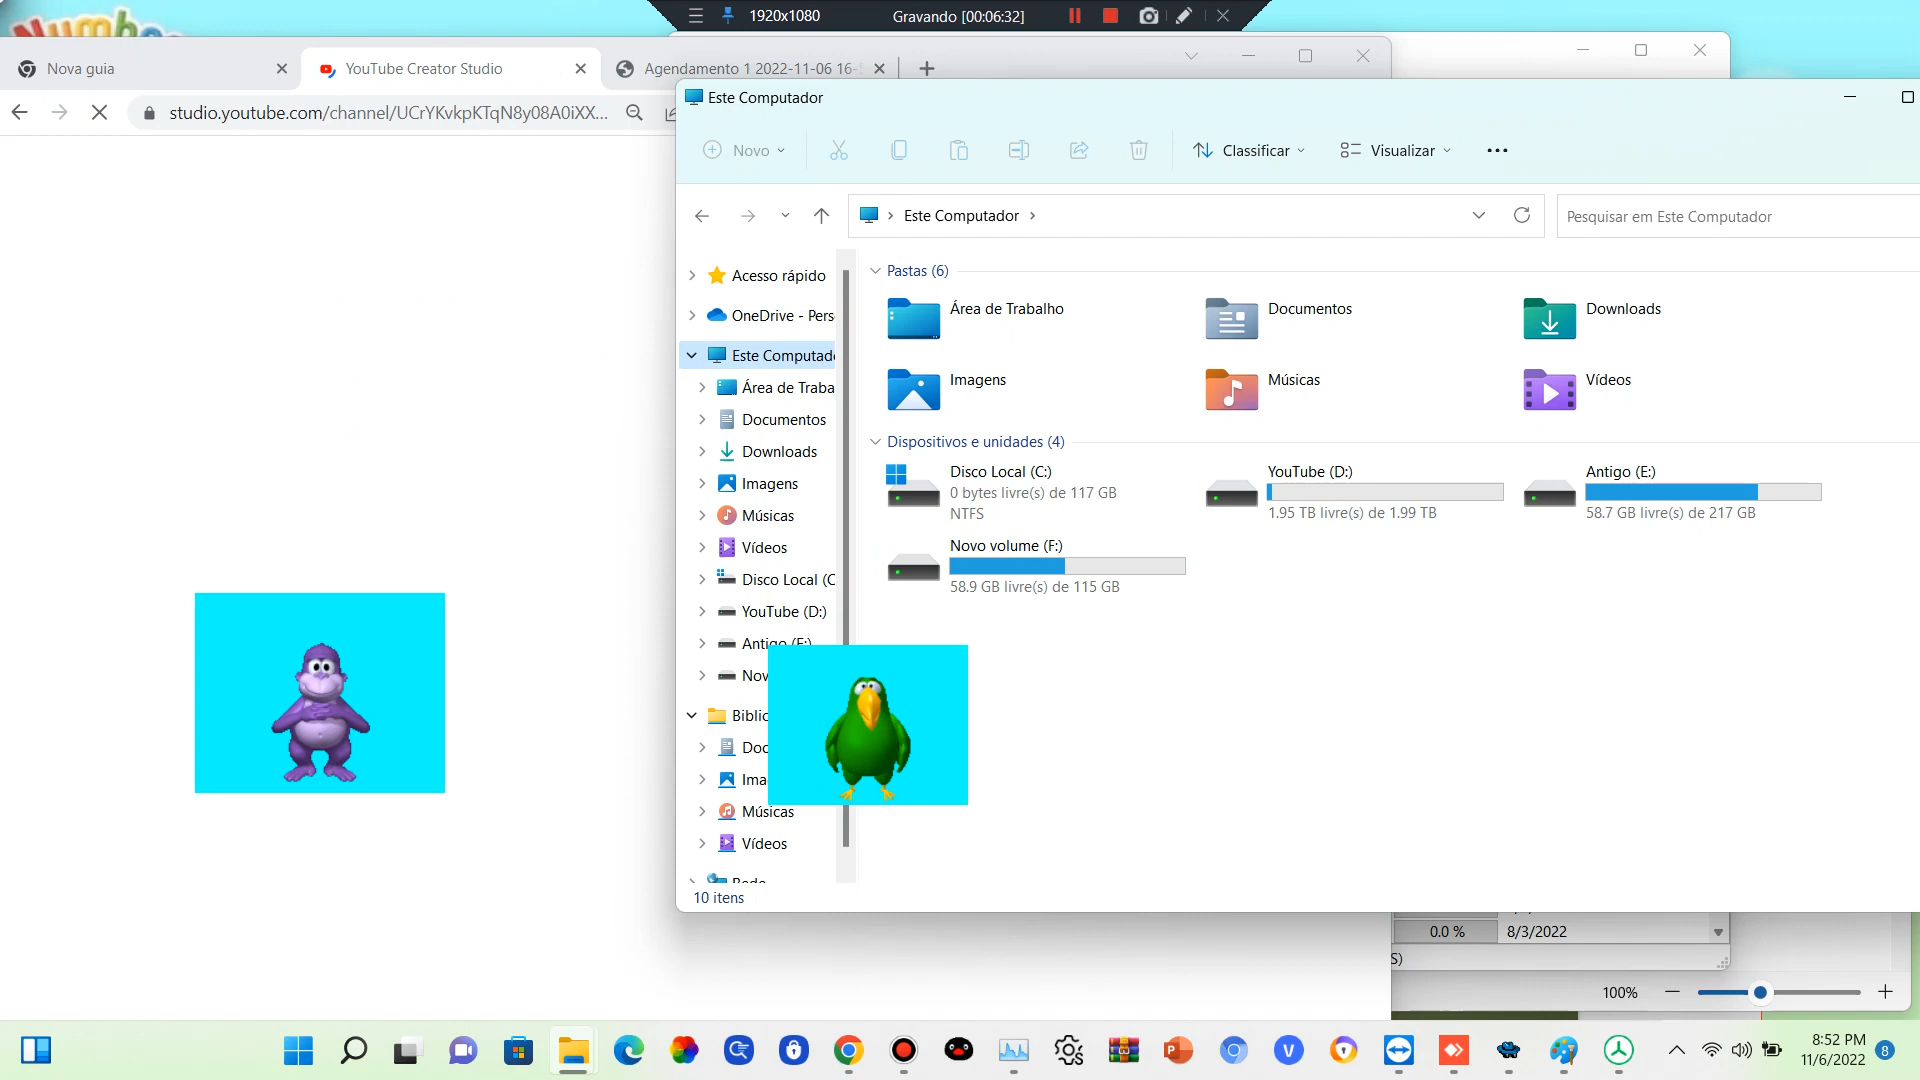 1920x1080
Gravando [00:06:32]
Nova guia
YouTube Creator Studio
Agendamento 1 2022-11-06 16-
studio.youtube.com/channel/UCrYKvkpKTqN8y08A0iXX...
Este Computador
Novo
Classificar
Visualizar
Este Computador
Pesquisar em Este Computador
Acesso rápido
OneDrive - Pers
Este Computad
Área de Traba
Documentos
Downloads
Imagens
Músicas
Vídeos
Disco Local (C
YouTube (D:)
Antigo (E:)
Nov
Biblic
Doc
Ima
Músicas
Vídeos
Rede
10 itens
Pastas (6)
Área de Trabalho
Documentos
Downloads
Imagens
Músicas
Vídeos
Dispositivos e unidades (4)
Disco Local (C:)
0 bytes livre(s) de 117 GB
NTFS
YouTube (D:)
1.95 TB livre(s) de 1.99 TB
Antigo (E:)
58.7 GB livre(s) de 217 GB
Novo volume (F:)
58.9 GB livre(s) de 115 GB
0.0 %
8/3/2022
S)
100%
8:52 PM
11/6/2022
8